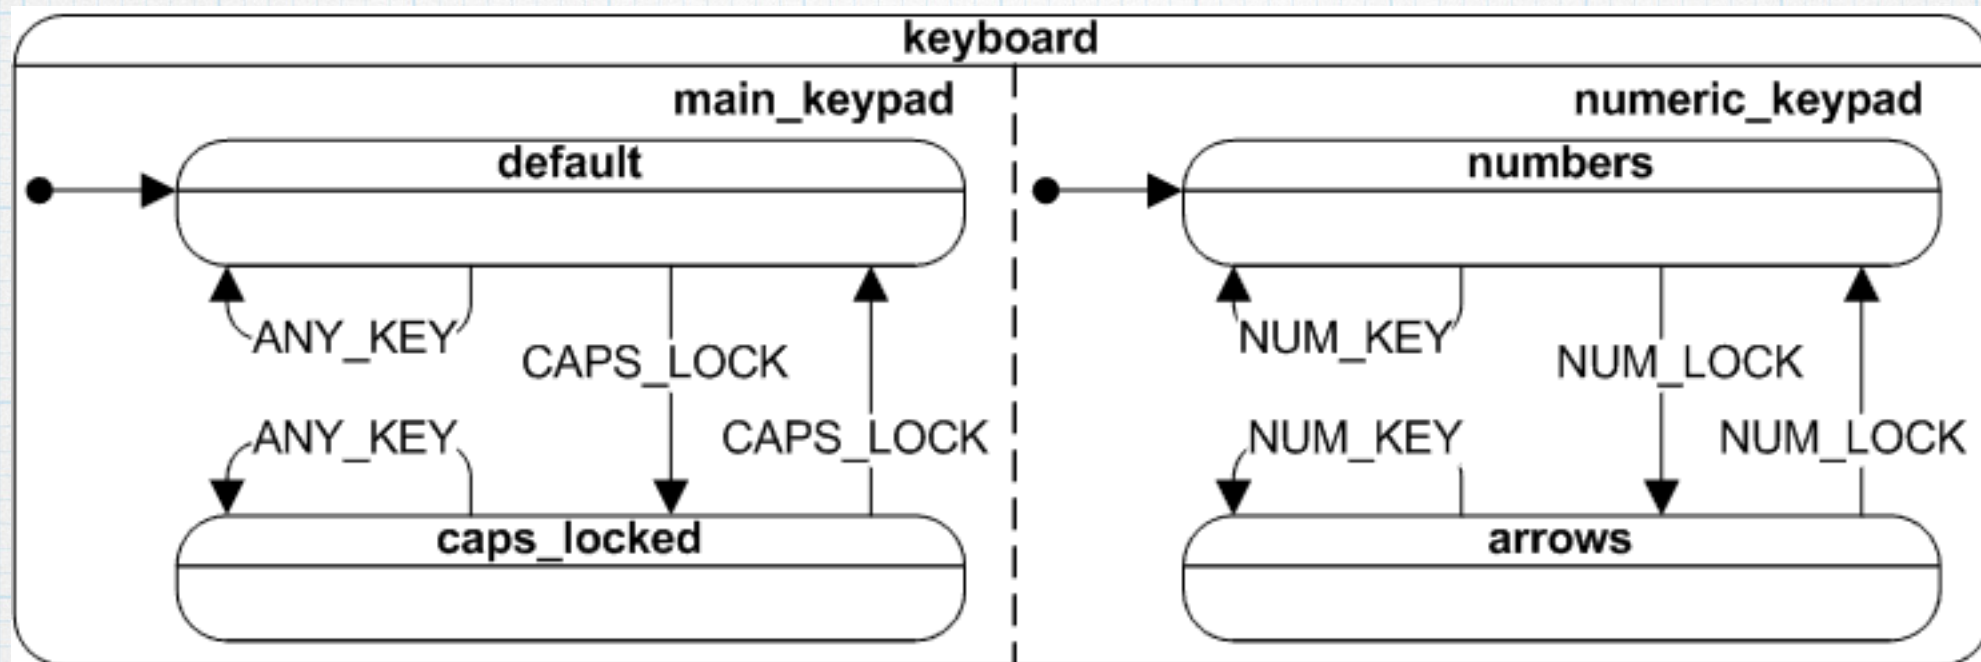 keyboard
main_keypad
default
ANY_KEY
CAPS_LOCK
ANY_KEY
CAPS_LOCK
caps_locked
numeric_keypad
numbers
NUM_KEY
NUM_LOCK
NUM_KEY
NUM_LOCK
arrows